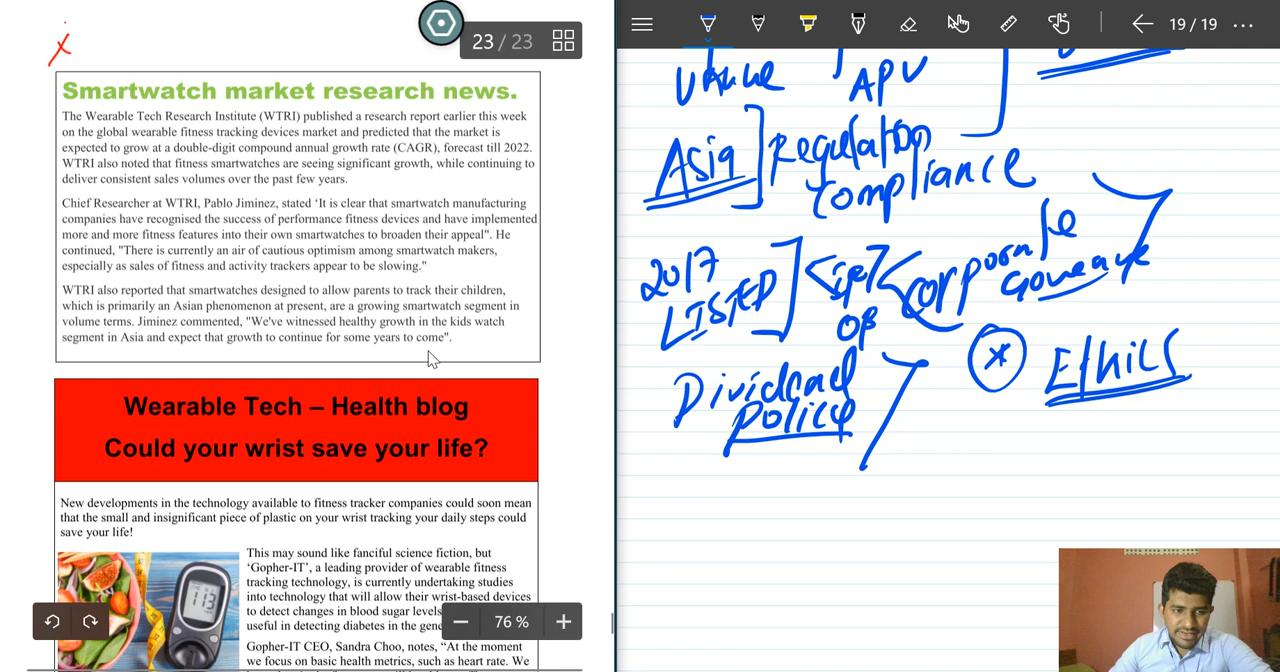 23 / 23
Smartwatch market research news.
The Wearable Tech Research Institute (WTRI) published a research report earlier this week
on the global wearable fitness tracking devices market and predicted that the market is
expected to grow at a double-digit compound annual growth rate (CAGR), forecast till 2022.
WTRI also noted that fitness smartwatches are seeing significant growth, while continuing to
deliver consistent sales volumes over the past few years.
Chief Researcher at WTRI, Pablo Jiminez, stated ‘It is clear that smartwatch manufacturing
companies have recognised the success of performance fitness devices and have implemented
more and more fitness features into their own smartwatches to broaden their appeal". He
continued, "There is currently an air of cautious optimism among smartwatch makers,
especially as sales of fitness and activity trackers appear to be slowing."
WTRI also reported that smartwatches designed to allow parents to track their children,
which is primarily an Asian phenomenon at present, are a growing smartwatch segment in
volume terms. Jiminez commented, "We've witnessed healthy growth in the kids watch
segment in Asia and expect that growth to continue for some years to come".
Wearable Tech – Health blog
Could your wrist save your life?
New developments in the technology available to fitness tracker companies could soon mean
that the small and insignificant piece of plastic on your wrist tracking your daily steps could
save your life!
This may sound like fanciful science fiction, but
‘Gopher-IT’, a leading provider of wearable fitness
tracking technology, is currently undertaking studies
into technology that will allow their wrist-based devices
to detect changes in blood sugar levels
useful in detecting diabetes in the
Gopher-IT CEO, Sandra Choo, notes, “At the moment
we focus on basic health metrics, such as heart rate. We
76 %
19 / 19
APV
Asia
Regulation
compliance
2017
LISTED
Corporate
OF
Dividend
policy
Ethics